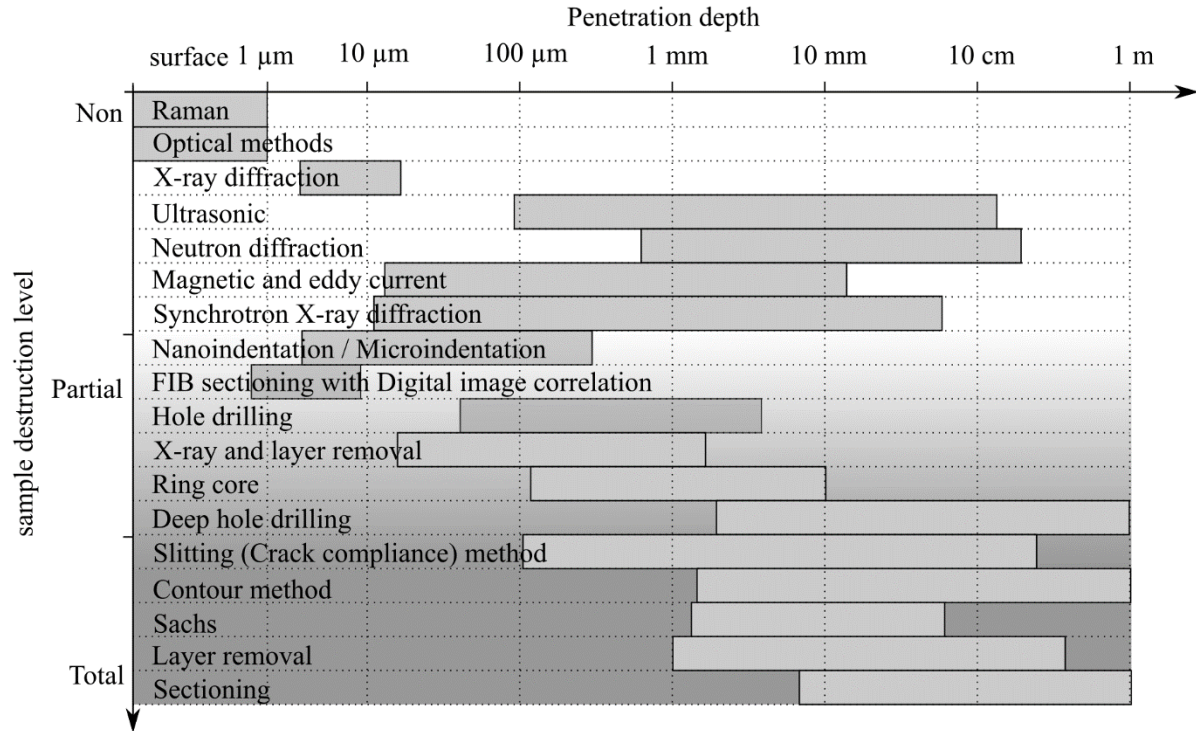 Penetration depth
surface 1 μm 10 μm 100 μm 1 mm 10 mm 10 cm 1 m
Non
Raman
Optical methods
X-ray diffraction
Ultrasonic
Neutron diffraction
Magnetic and eddy current
Synchrotron X-ray diffraction
Nanoindentation / Microindentation
sample destruction level
Partial
FIB sectioning with Digital image correlation
Hole drilling
X-ray and layer removal
Ring core
Deep hole drilling
Slitting (Crack compliance) method
Contour method
Sachs
Layer removal
Total
Sectioning